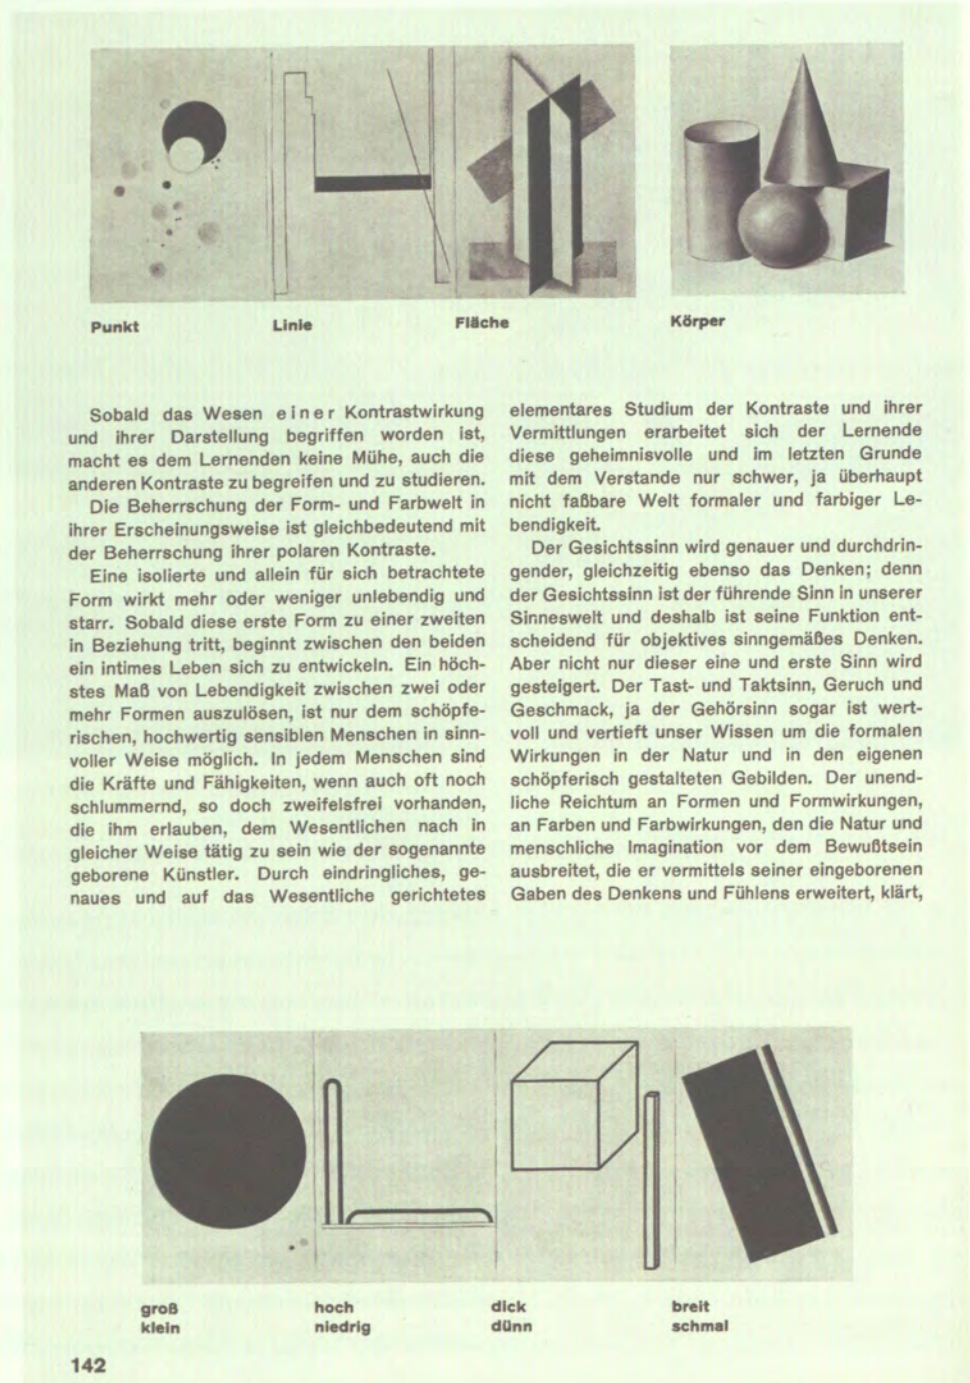 Punkt Linie Fläche Körper
Sobald das Wesen einer Kontrastwirkung
und ihrer Darstellung begriffen worden ist,
macht es dem Lernenden keine Mühe, auch die
anderen Kontraste zu begreifen und zu studieren.
Die Beherrschung der Form- und Farbwelt in
ihrer Erscheinungsweise ist gleichbedeutend mit
der Beherrschung ihrer polaren Kontraste.
Eine isolierte und allein für sich betrachtete
Form wirkt mehr oder weniger unlebendig und
starr. Sobald diese erste Form zu einer zweiten
in Beziehung tritt, beginnt zwischen den beiden
ein intimes Leben sich zu entwickeln. Ein höch-
stes Maß von Lebendigkeit zwischen zwei oder
mehr Formen auszulösen, ist nur dem schöpfe-
rischen, hochwertig sensiblen Menschen in sinn-
voller Weise möglich. In jedem Menschen sind
die Kräfte und Fähigkeiten, wenn auch oft noch
schlummernd, so doch zweifelsfrei vorhanden,
die ihm erlauben, dem Wesentlichen nach in
gleicher Weise tätig zu sein wie der sogenannte
geborene Künstler. Durch eindringliches, ge-
naues und auf das Wesentliche gerichtetes
elementares Studium der Kontraste und ihrer
Vermittlungen erarbeitet sich der Lernende
diese geheimnisvolle und im letzten Grunde
mit dem Verstande nur schwer, ja überhaupt
nicht faßbare Welt formaler und farbiger Le-
bendigkeit.
Der Gesichtssinn wird genauer und durchdrin-
gender, gleichzeitig ebenso das Denken; denn
der Gesichtssinn ist der führende Sinn in unserer
Sinneswelt und deshalb ist seine Funktion ent-
scheidend für objektives sinngemäßes Denken.
Aber nicht nur dieser eine und erste Sinn wird
gesteigert. Der Tast- und Taktsinn, Geruch und
Geschmack, ja der Gehörsinn sogar ist wert-
voll und vertieft unser Wissen um die formalen
Wirkungen in der Natur und in den eigenen
schöpferisch gestalteten Gebilden. Der unend-
liche Reichtum an Formen und Formwirkungen,
an Farben und Farbwirkungen, den die Natur und
menschliche Imagination vor dem Bewußtsein
ausbreitet, die er vermittels seiner eingeborenen
Gaben des Denkens und Fühlens erweitert, klärt,
groß hoch dick breit
klein niedrig dünn schmal
142